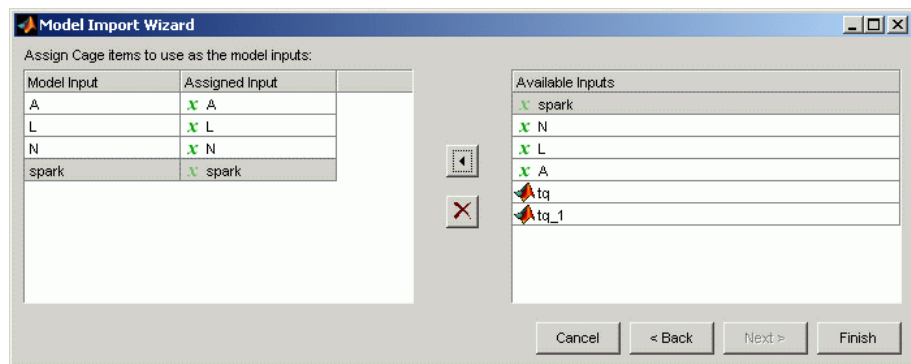 Model Import Wizard
Assign Cage items to use as the model inputs:
Model Input Assigned Input
A x A
L x L
N x N
spark x spark
Available Inputs
x spark
x N
x L
x A
tq
tq_1
Cancel < Back Next > Finish